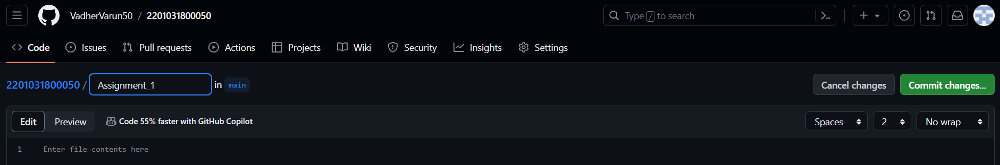 VadherVarun50 / 2201031800050
Type / to search
Code Issues Pull requests Actions Projects Wiki Security Insights Settings
2201031800050 / Assignment_1 in main
Cancel changes Commit changes...
Edit Preview Code 55% faster with GitHub Copilot
Spaces 2 No wrap
1 Enter file contents here